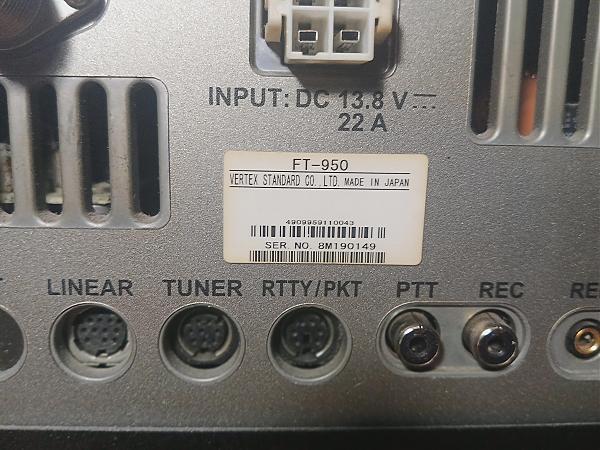 INPUT: DC 13.8 V
22 A
FT-950
VERTEX STANDARD CO., LTD. MADE IN JAPAN
4909959110043
SER. NO. 8M190149
LINEAR TUNER RTTY/PKT PTT REC